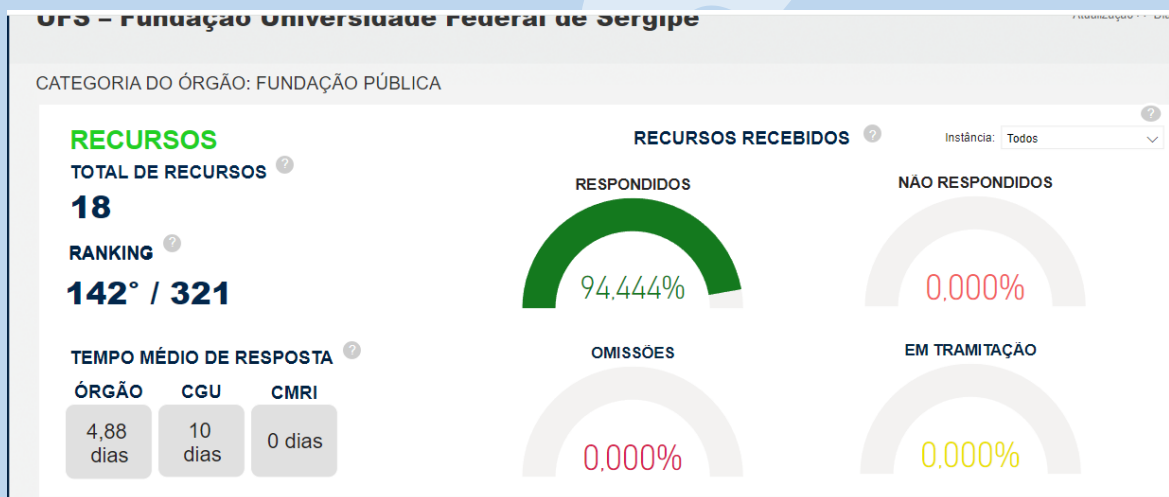 UFS – Fundação Universidade Federal de Sergipe
CATEGORIA DO ÓRGÃO: FUNDAÇÃO PÚBLICA
RECURSOS
TOTAL DE RECURSOS ?
18
RANKING ?
142° / 321
TEMPO MÉDIO DE RESPOSTA ?
ÓRGÃO CGU CMRI
4,88 dias
10 dias
0 dias
RECURSOS RECEBIDOS ?
?
Instância: Todos
RESPONDIDOS
94,444%
NÃO RESPONDIDOS
0,000%
OMISSÕES
0,000%
EM TRAMITAÇÃO
0,000%